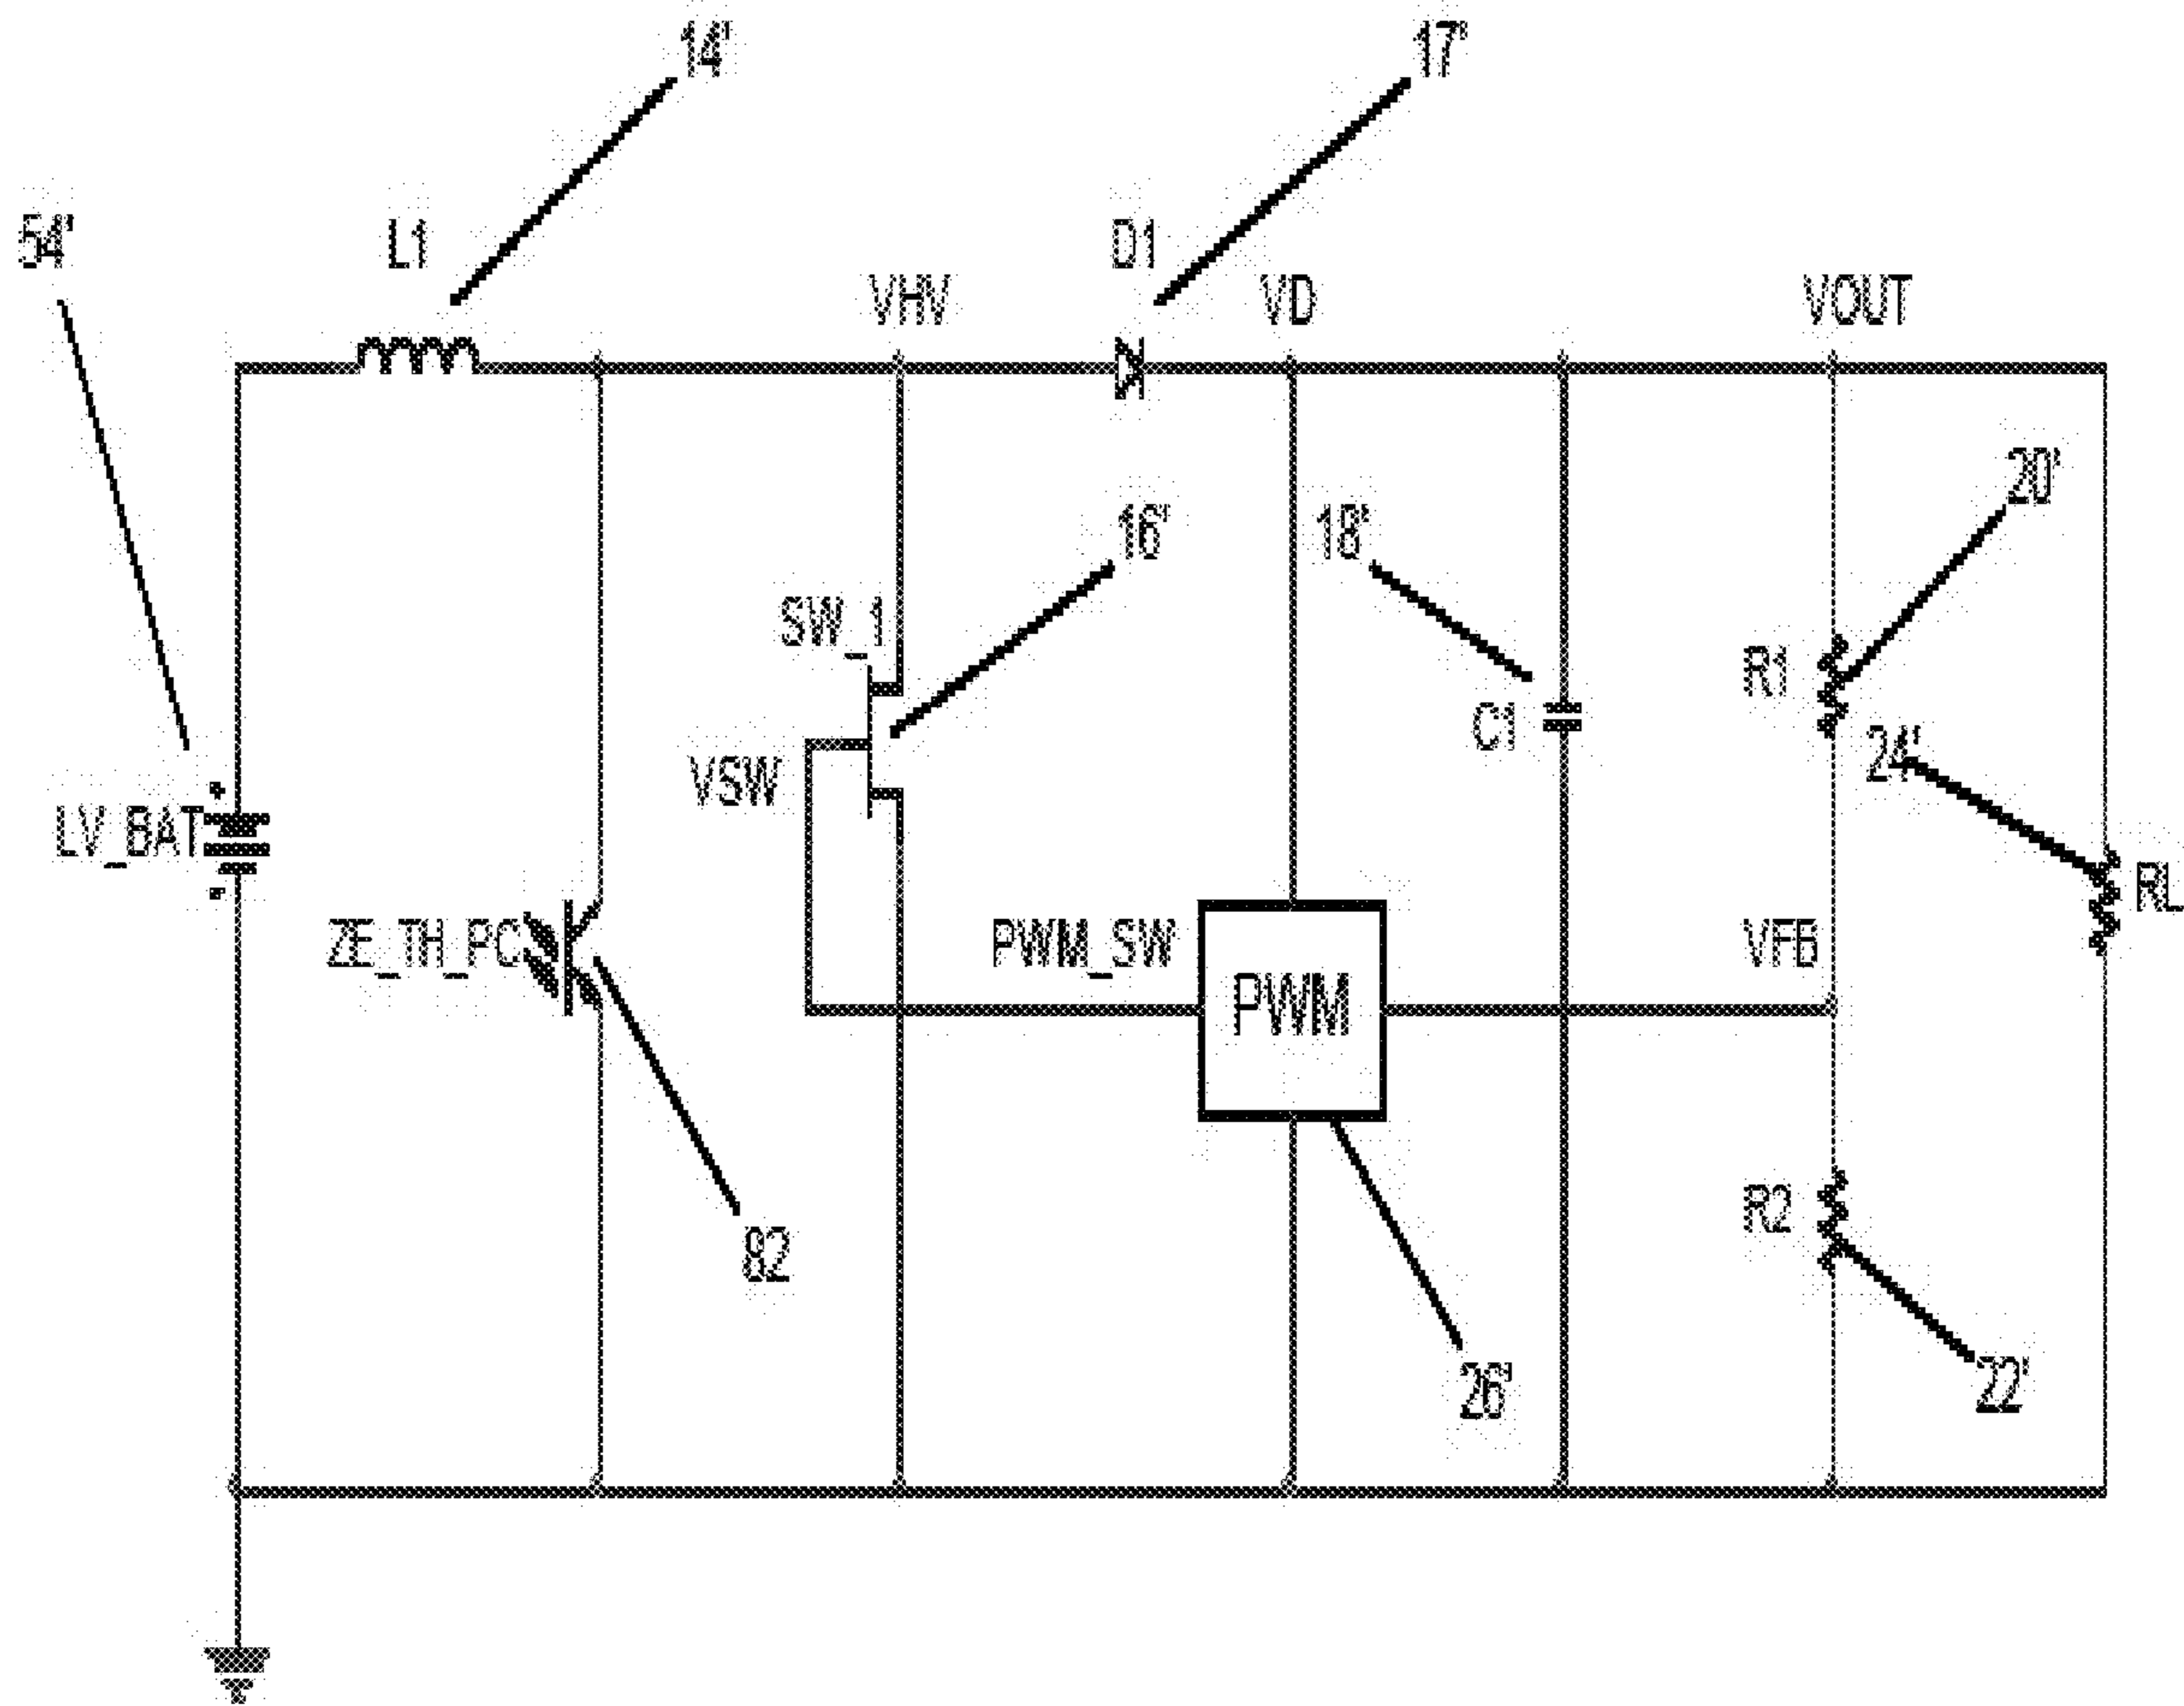 14'
17'
54'
L1
D1
VHV
VD
VOUT
20'
16'
18'
SW_1
R1
C1
24'
VSW
LV_BAT
RL
ZE_TH_PC
PWM_SW
VFB
PWM
R2
82
26'
22'